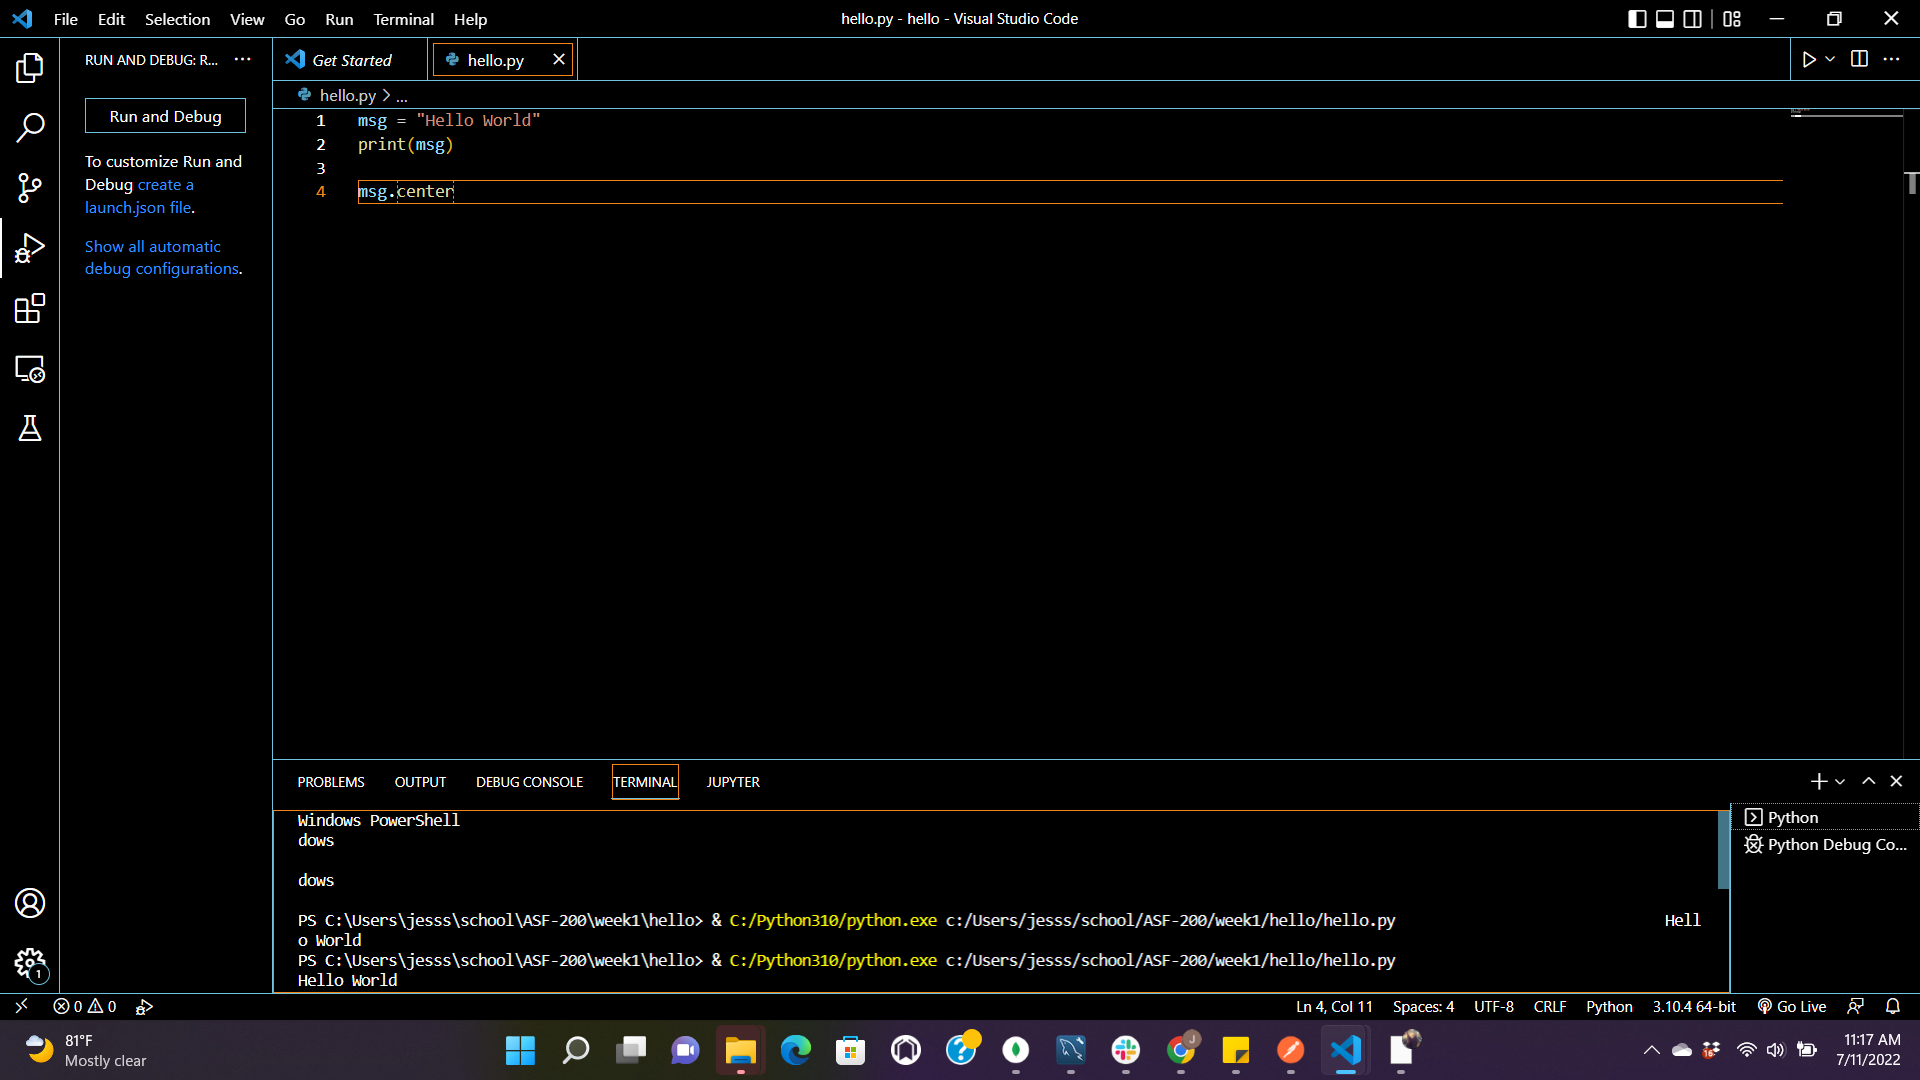 File Edit Selection View Go Run Terminal Help
hello.py - hello - Visual Studio Code
RUN AND DEBUG: R... ...
Get Started
hello.py
hello.py > ...
Run and Debug
To customize Run and
Debug create a
launch.json file.
Show all automatic
debug configurations.
1 msg = "Hello World"
2 print(msg)
3
4 msg.center
PROBLEMS OUTPUT DEBUG CONSOLE TERMINAL JUPYTER
Windows PowerShell
dows
dows
PS C:\Users\jesss\school\ASF-200\week1\hello> & C:/Python310/python.exe c:/Users/jesss/school/ASF-200/week1/hello/hello.py Hell
o World
PS C:\Users\jesss\school\ASF-200\week1\hello> & C:/Python310/python.exe c:/Users/jesss/school/ASF-200/week1/hello/hello.py
Hello World
Python
Python Debug Co...
1
0 0
Ln 4, Col 11 Spaces: 4 UTF-8 CRLF Python 3.10.4 64-bit Go Live
81°F
Mostly clear
J
16
11:17 AM
7/11/2022